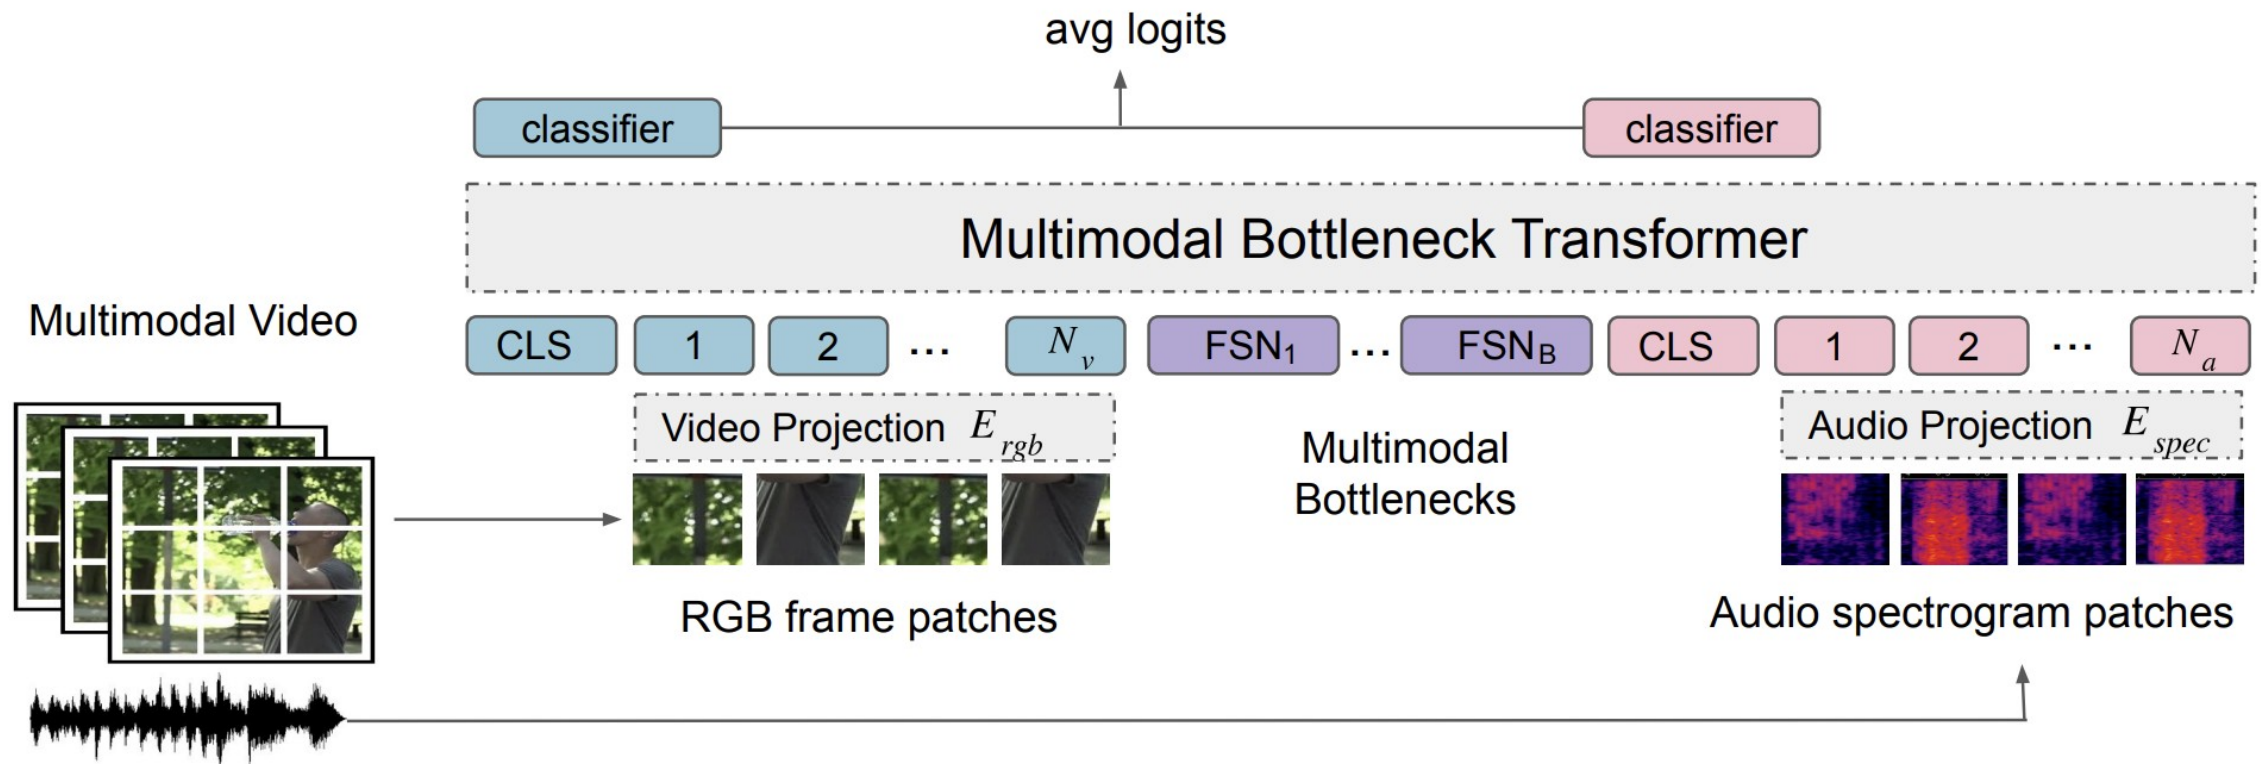 avg logits
classifier
classifier
Multimodal Bottleneck Transformer
Multimodal Video
CLS 1 2 ... N_v FSN₁ ... FSN_B CLS 1 2 ... N_a
Video Projection E_rgb
Audio Projection E_spec
Multimodal
Bottlenecks
RGB frame patches
Audio spectrogram patches